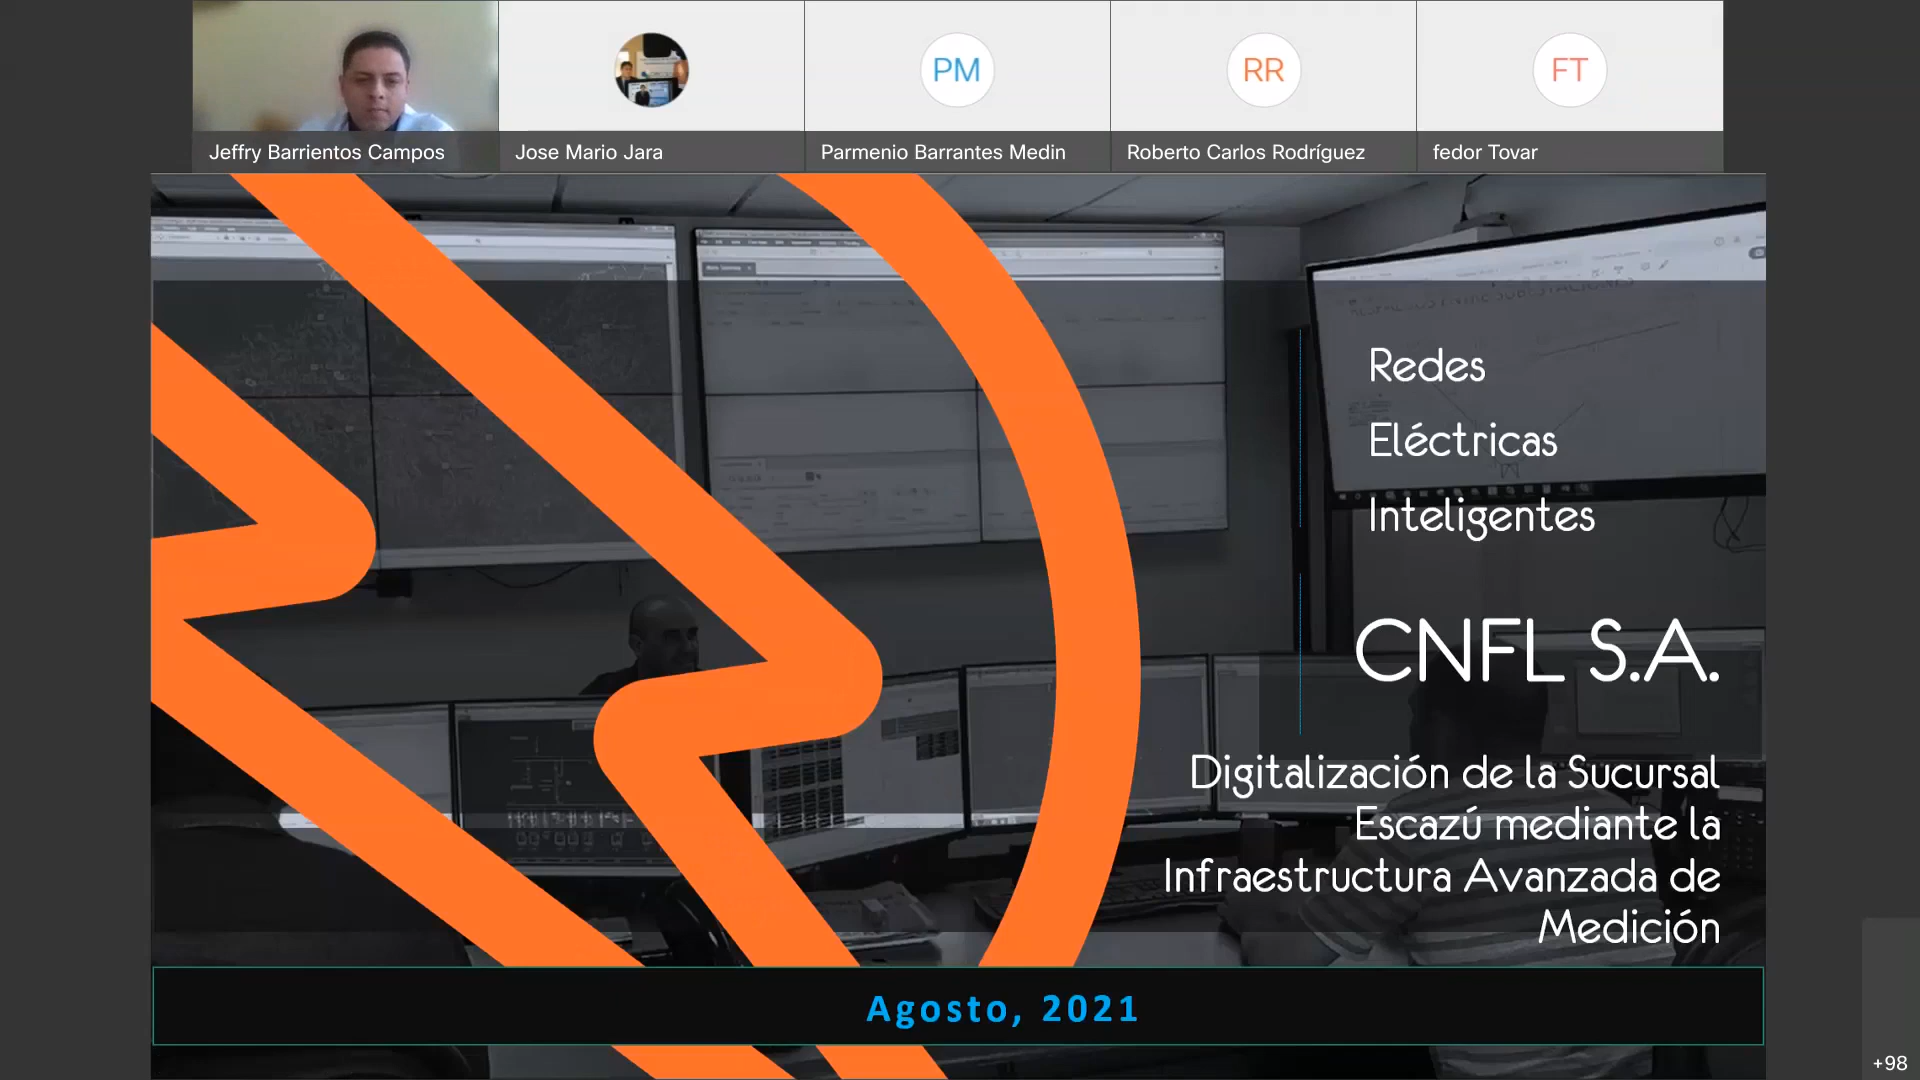 PM
RR
FT
Jeffry Barrientos Campos
Jose Mario Jara
Parmenio Barrantes Medin
Roberto Carlos Rodríguez
fedor Tovar
Redes
Eléctricas
Inteligentes
CNFL S.A.
Digitalización de la Sucursal
Escazú mediante la
Infraestructura Avanzada de
Medición
Agosto, 2021
+98